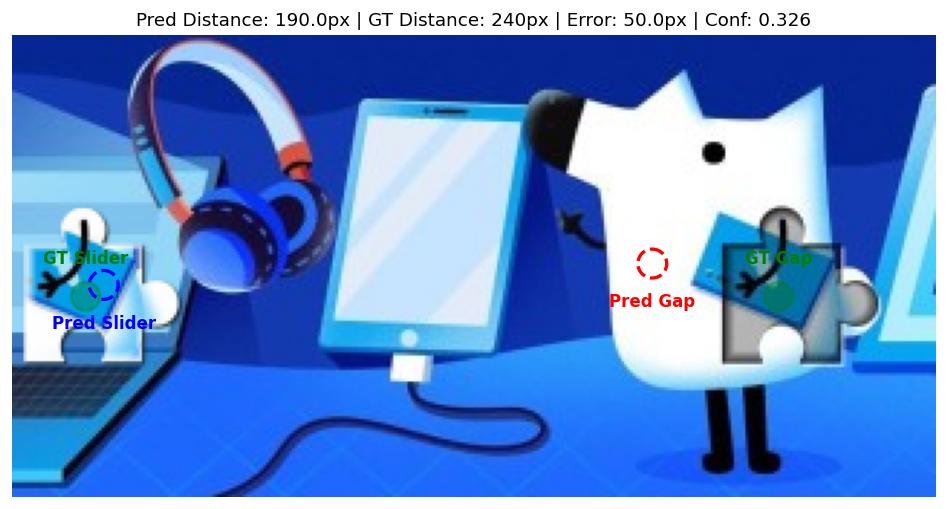 Pred Distance: 190.0px | GT Distance: 240px | Error: 50.0px | Conf: 0.326
GT Slider
GT Gap
Pred Gap
Pred Slider